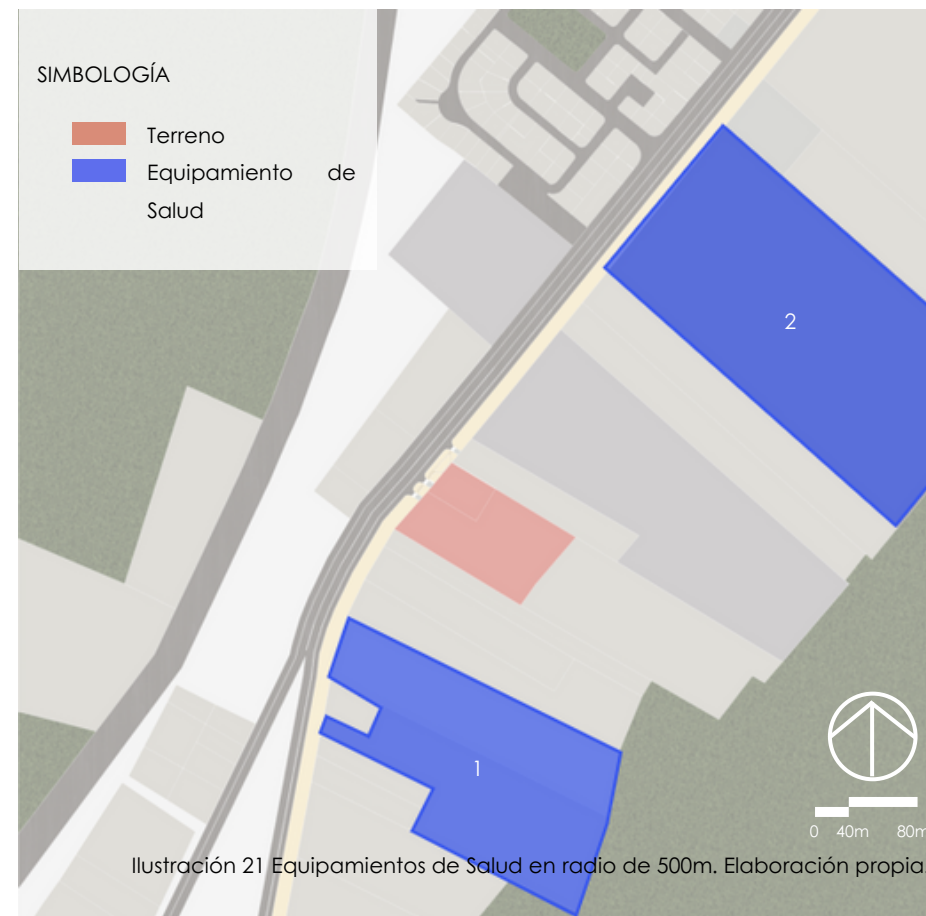 SIMBOLOGÍA
Terreno
Equipamiento de
Salud
2
1
0 40m 80m
Ilustración 21 Equipamientos de Salud en radio de 500m. Elaboración propia